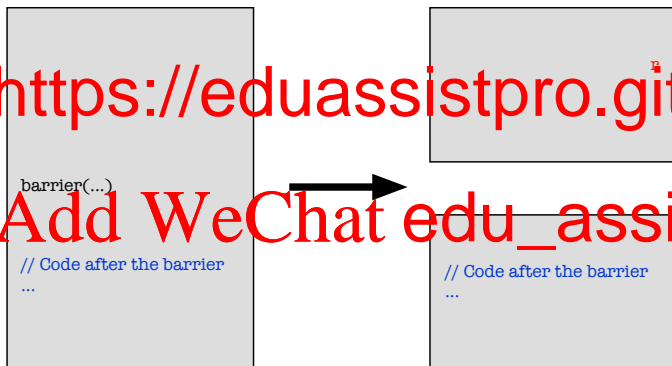 https://eduassistpro.git
barrier(...)
Add WeChat edu_assi
// Code after the barrier
...
// Code after the barrier
...